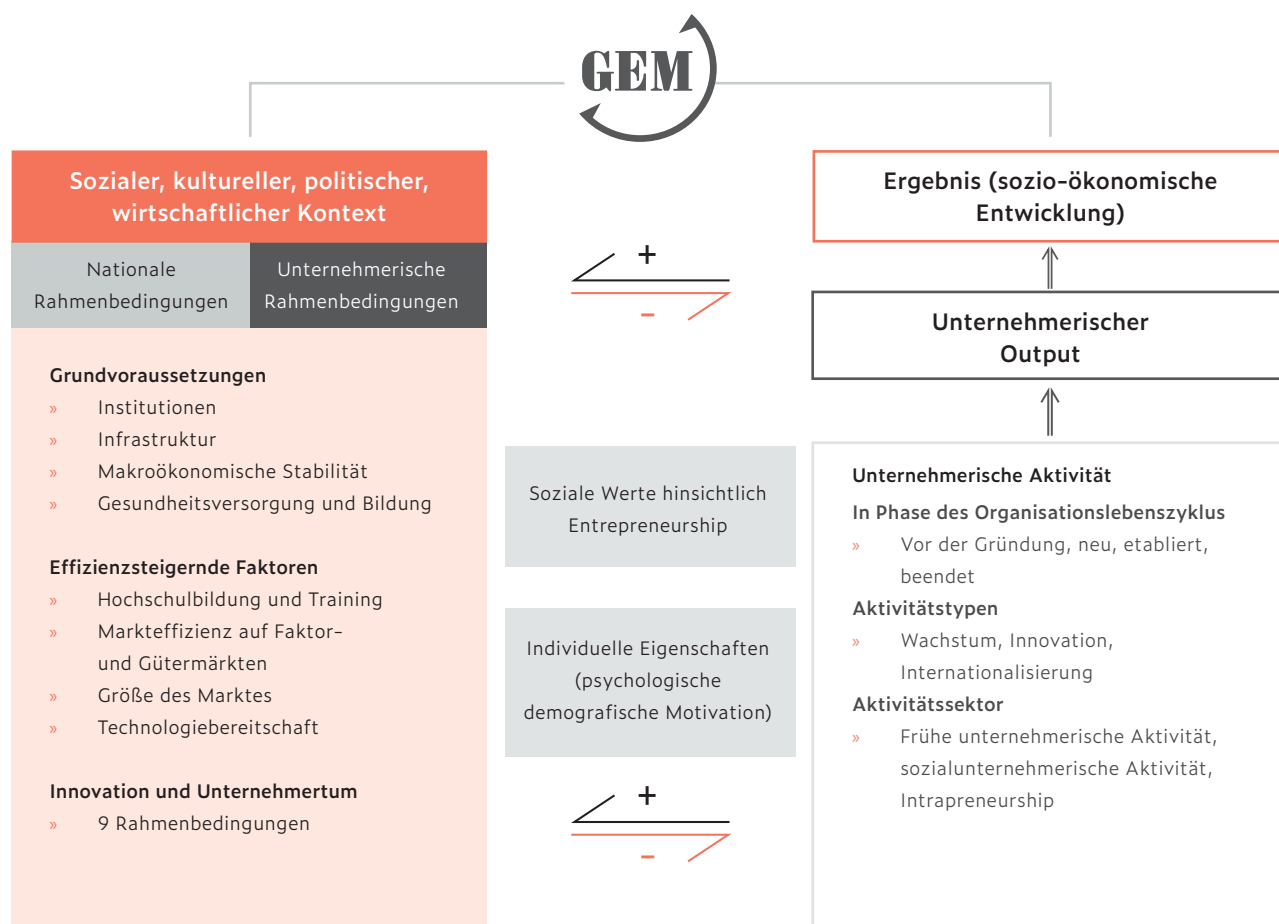 GEM
Sozialer, kultureller, politischer,
wirtschaftlicher Kontext
Nationale
Rahmenbedingungen
Unternehmerische
Rahmenbedingungen
Grundvoraussetzungen
» Institutionen
» Infrastruktur
» Makroökonomische Stabilität
» Gesundheitsversorgung und Bildung
Effizienzsteigernde Faktoren
» Hochschulbildung und Training
» Markteffizienz auf Faktor-
und Gütermärkten
» Größe des Marktes
» Technologiebereitschaft
Innovation und Unternehmertum
» 9 Rahmenbedingungen
+
-
Soziale Werte hinsichtlich
Entrepreneurship
Individuelle Eigenschaften
(psychologische
demografische Motivation)
+
-
Ergebnis (sozio-ökonomische
Entwicklung)
Unternehmerischer
Output
Unternehmerische Aktivität
In Phase des Organisationslebenszyklus
» Vor der Gründung, neu, etabliert,
beendet
Aktivitätstypen
» Wachstum, Innovation,
Internationalisierung
Aktivitätssektor
» Frühe unternehmerische Aktivität,
sozialunternehmerische Aktivität,
Intrapreneurship